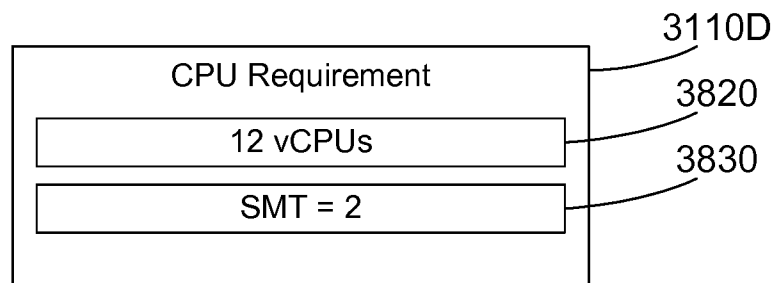 3110D
CPU Requirement
3820
12 vCPUs
3830
SMT = 2